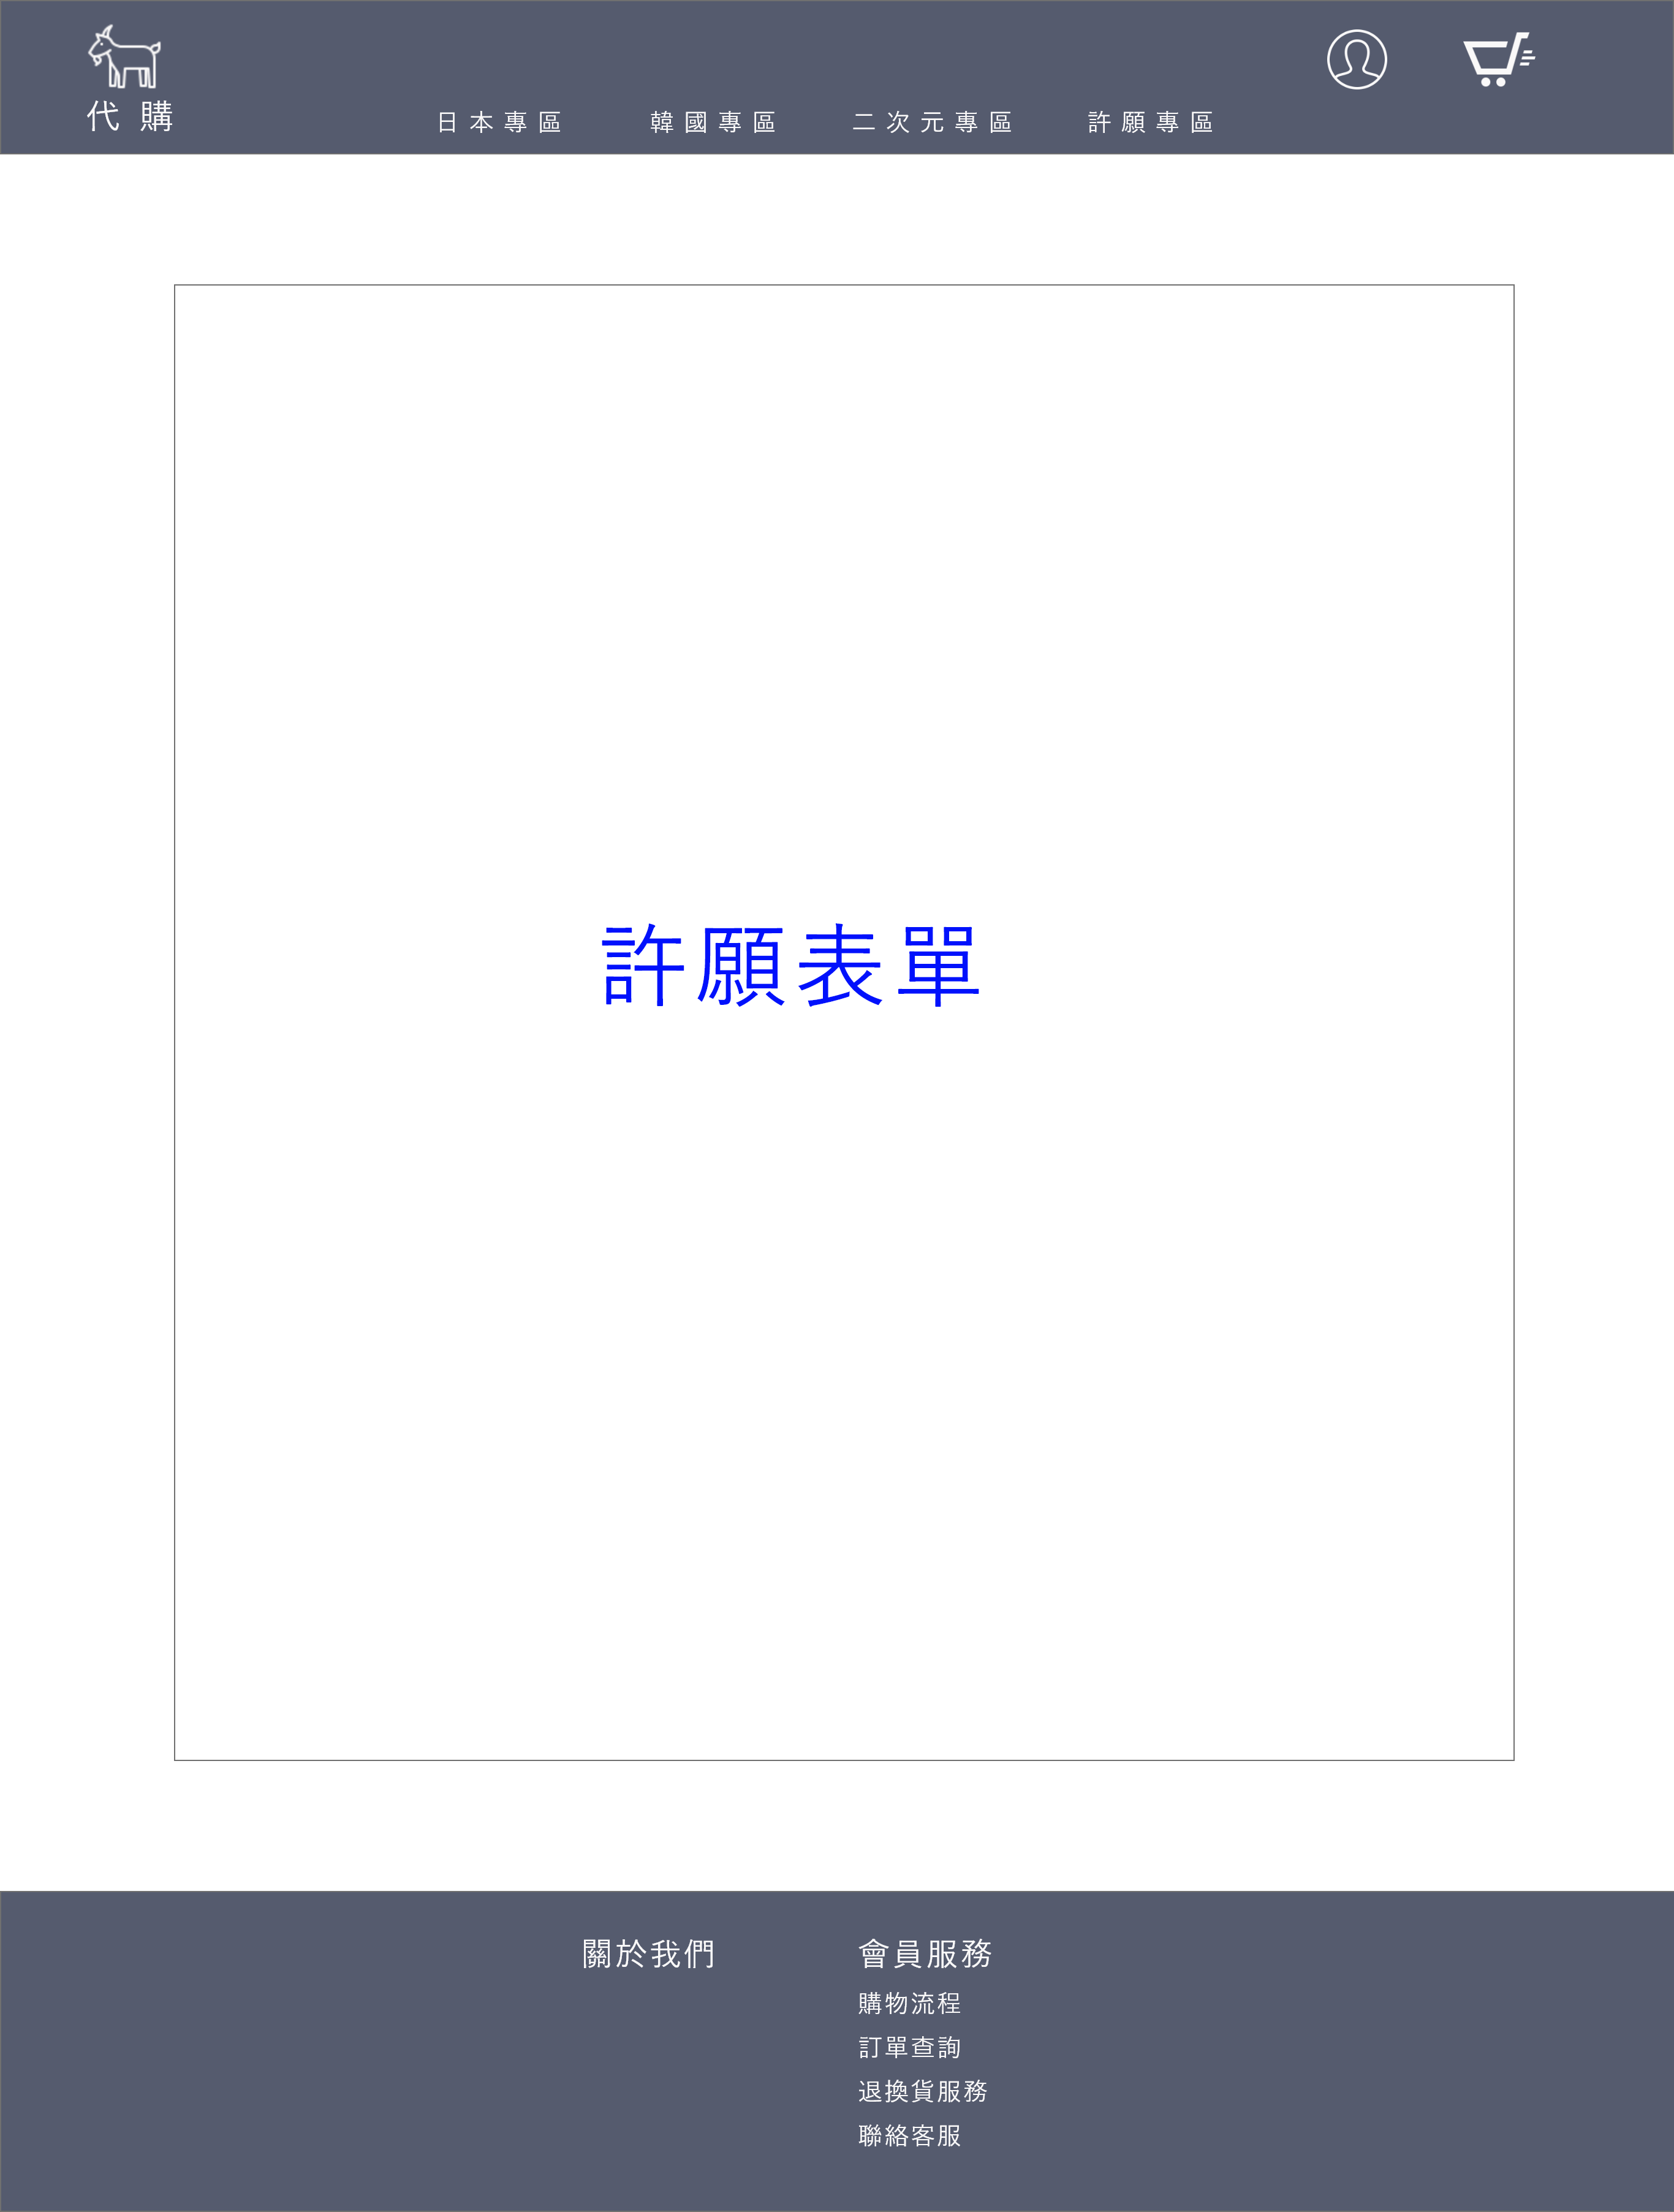 代購
日本專區 韓國專區 二次元專區 許願專區
許願表單
關於我們
會員服務
購物流程
訂單查詢
退換貨服務
聯絡客服